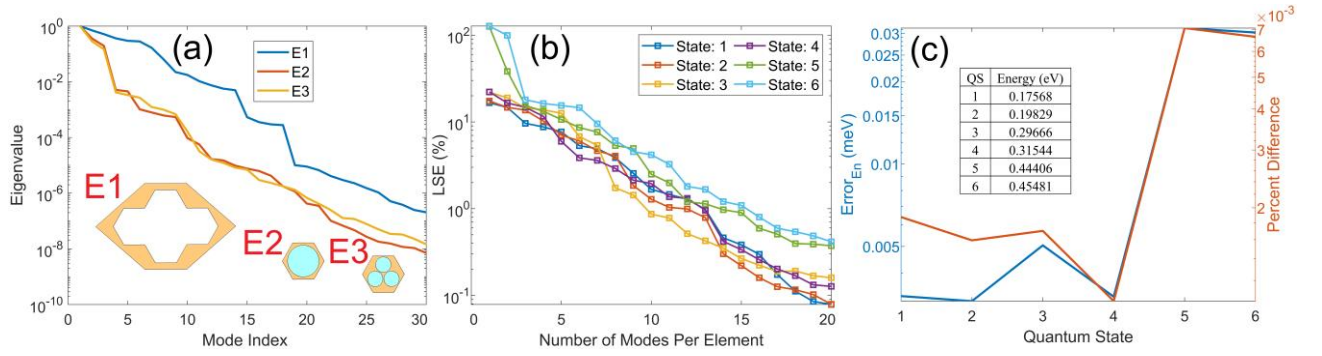 (a)
10^0
10^-2
10^-4
10^-6
10^-8
10^-10
Eigenvalue
0 5 10 15 20 25 30
Mode Index
E1
E2
E3
E1
E2
E3
(b)
10^2
10^1
10^0
10^-1
LSE (%)
0 5 10 15 20
Number of Modes Per Element
State: 1
State: 2
State: 3
State: 4
State: 5
State: 6
(c)
0.03
0.02
0.015
0.010
0.005
Error_En (meV)
×10^-3
7
6
5
4
3
2
Percent Difference
1 2 3 4 5 6
Quantum State
QS Energy (eV)
1 0.17568
2 0.19829
3 0.29666
4 0.31544
5 0.44406
6 0.45481